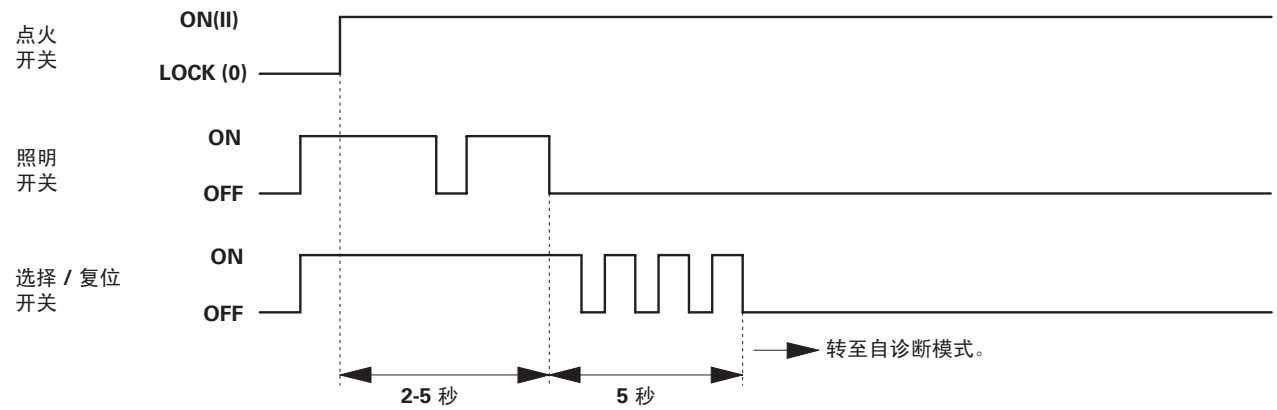 点火
开关
ON(II)
LOCK (0)
照明
开关
ON
OFF
选择 / 复位
开关
ON
OFF
转至自诊断模式。
2-5 秒
5 秒